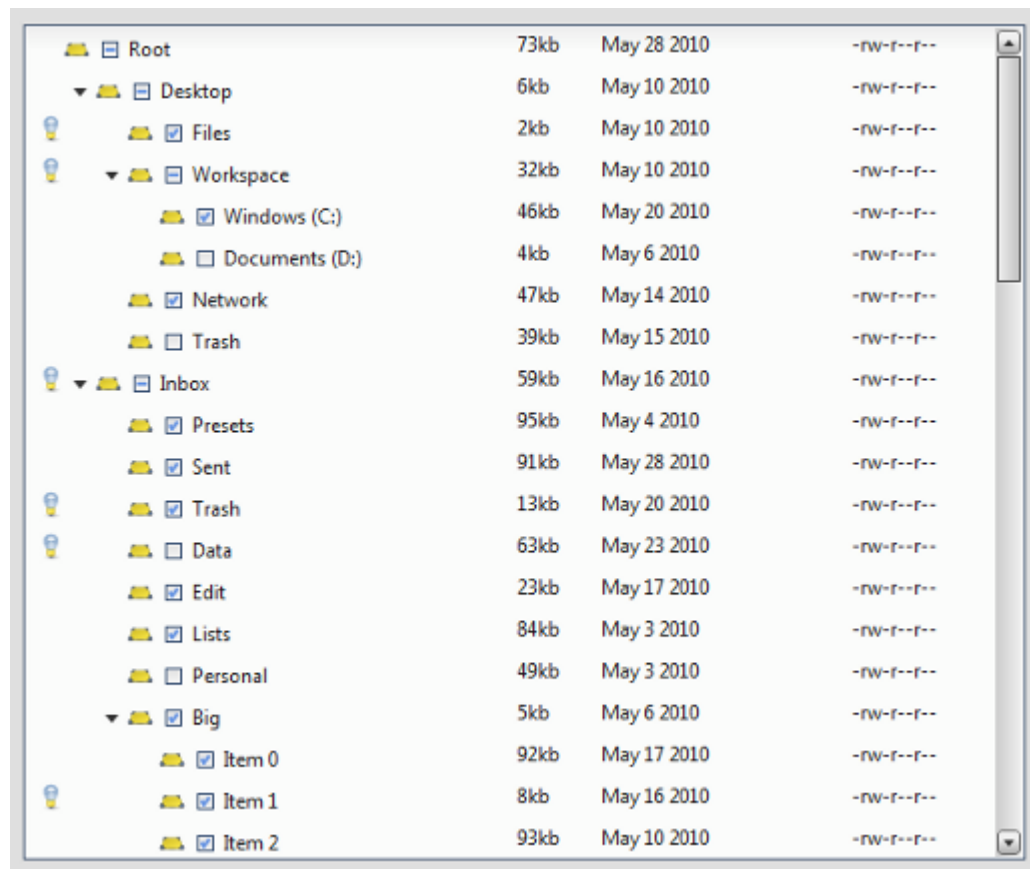 Root 73kb May 28 2010 -rw-r--r--
Desktop 6kb May 10 2010 -rw-r--r--
Files 2kb May 10 2010 -rw-r--r--
Workspace 32kb May 10 2010 -rw-r--r--
Windows (C:) 46kb May 20 2010 -rw-r--r--
Documents (D:) 4kb May 6 2010 -rw-r--r--
Network 47kb May 14 2010 -rw-r--r--
Trash 39kb May 15 2010 -rw-r--r--
Inbox 59kb May 16 2010 -rw-r--r--
Presets 95kb May 4 2010 -rw-r--r--
Sent 91kb May 28 2010 -rw-r--r--
Trash 13kb May 20 2010 -rw-r--r--
Data 63kb May 23 2010 -rw-r--r--
Edit 23kb May 17 2010 -rw-r--r--
Lists 84kb May 3 2010 -rw-r--r--
Personal 49kb May 3 2010 -rw-r--r--
Big 5kb May 6 2010 -rw-r--r--
Item 0 92kb May 17 2010 -rw-r--r--
Item 1 8kb May 16 2010 -rw-r--r--
Item 2 93kb May 10 2010 -rw-r--r--